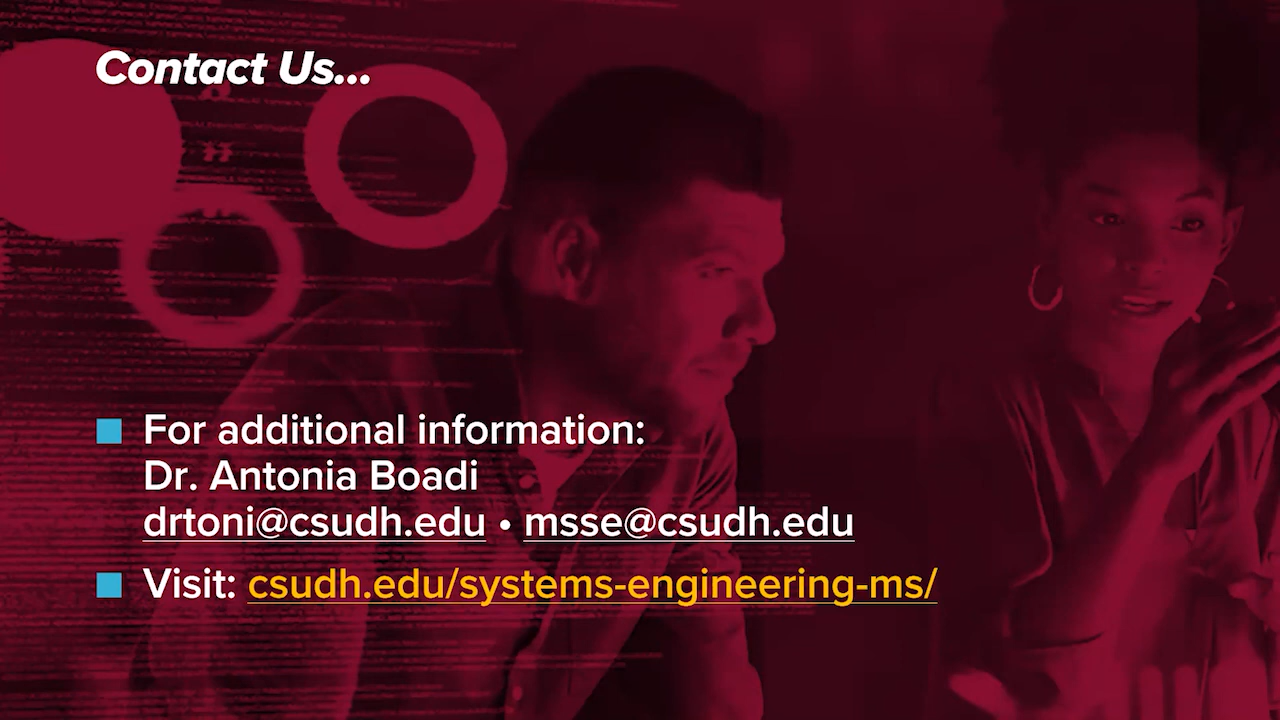 Contact Us...
For additional information:
Dr. Antonia Boadi
drtoni@csudh.edu • msse@csudh.edu
Visit: csudh.edu/systems-engineering-ms/